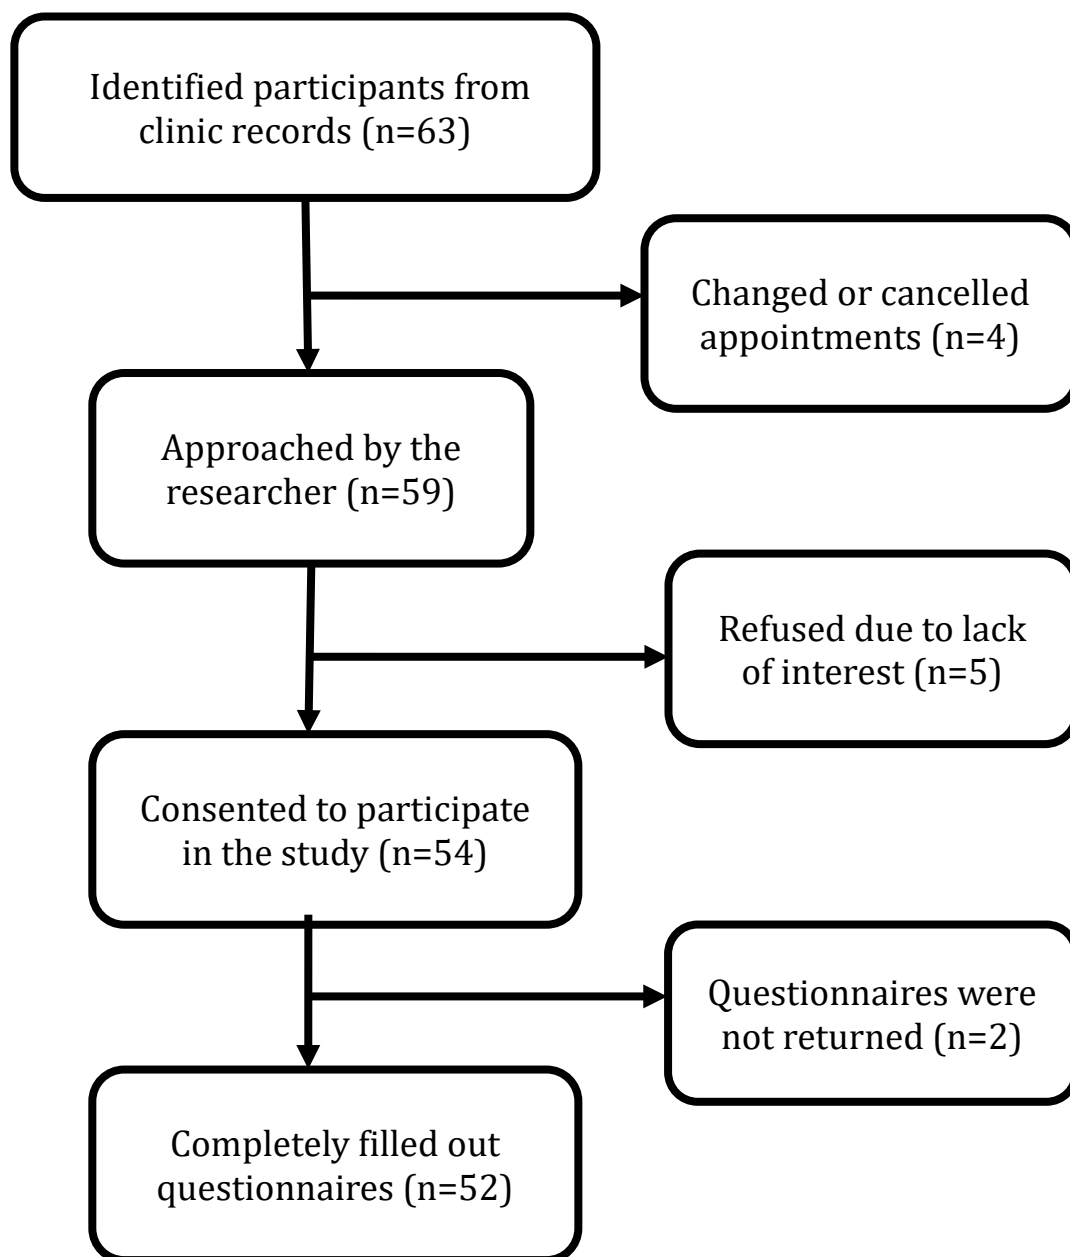 Identified participants from
clinic records (n=63)
Changed or cancelled
appointments (n=4)
Approached by the
researcher (n=59)
Refused due to lack
of interest (n=5)
Consented to participate
in the study (n=54)
Questionnaires were
not returned (n=2)
Completely filled out
questionnaires (n=52)